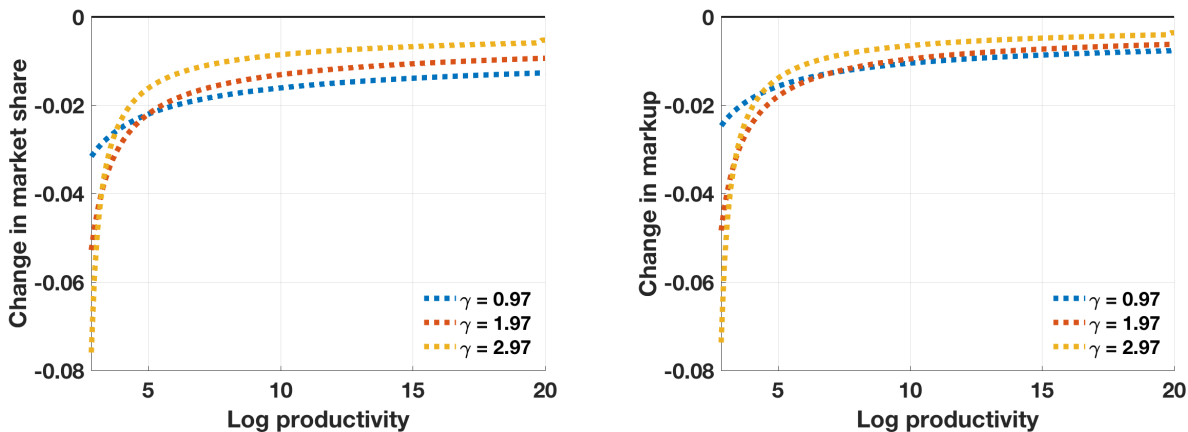 0
-0.02
-0.04
-0.06
-0.08
Change in market share
5
10
15
20
Log productivity
γ = 0.97
γ = 1.97
γ = 2.97
0
-0.02
-0.04
-0.06
-0.08
Change in markup
5
10
15
20
Log productivity
γ = 0.97
γ = 1.97
γ = 2.97